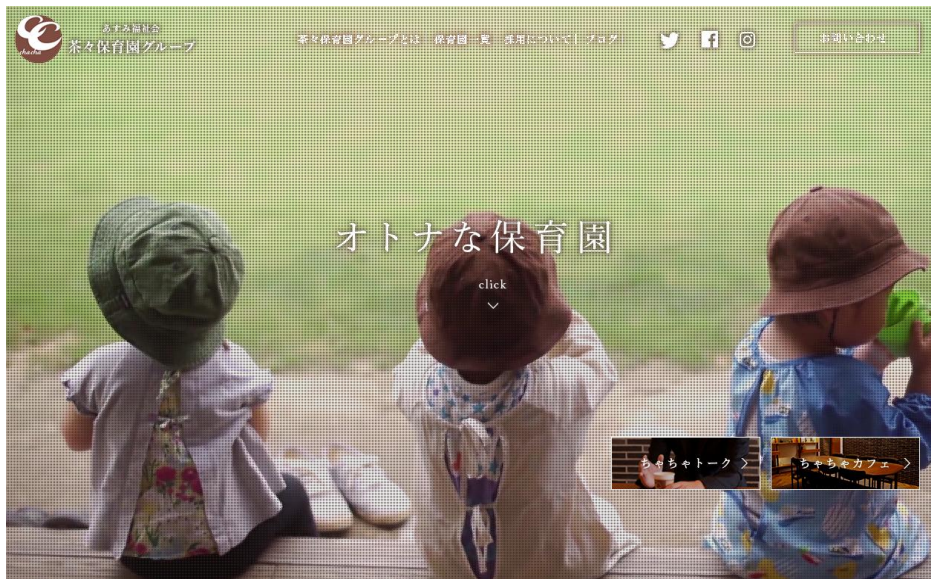 あすみ福祉会
茶々保育園グループ
chacha
茶々保育園グループとは 保育園一覧 採用について ブログ
お問い合わせ
オトナな保育園
click
ちゃちゃトーク
ちゃちゃカフェ